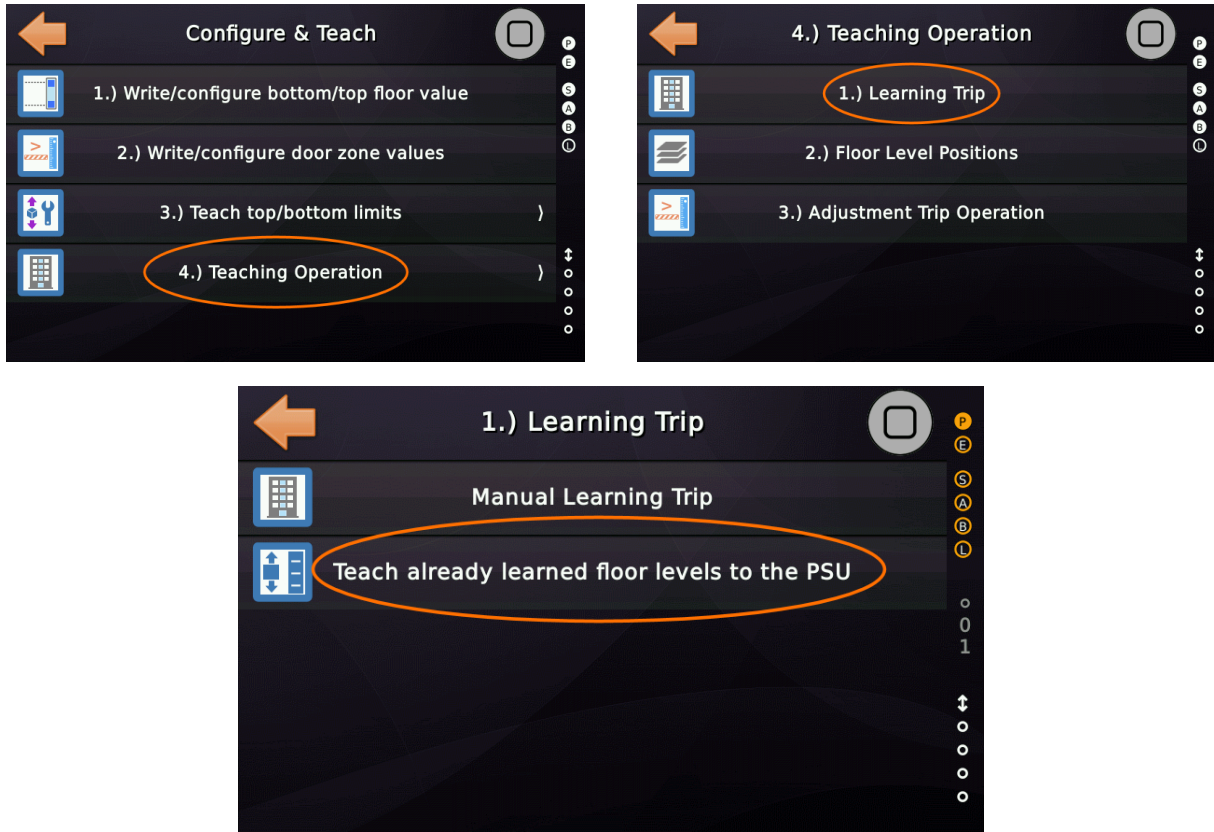 Configure & Teach
1.) Write/configure bottom/top floor value
2.) Write/configure door zone values
3.) Teach top/bottom limits ⟩
4.) Teaching Operation ⟩
P
E
S
A
B
L
4.) Teaching Operation
1.) Learning Trip
2.) Floor Level Positions
3.) Adjustment Trip Operation
P
E
S
A
B
L
1.) Learning Trip
Manual Learning Trip
Teach already learned floor levels to the PSU
P
E
S
A
B
L
0
1